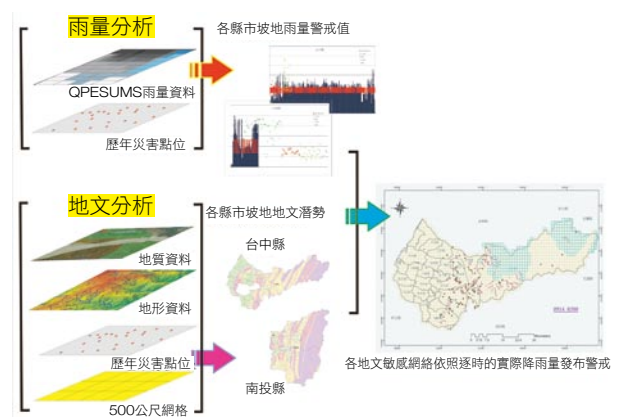 雨量分析
各縣市坡地雨量警戒值
QPESUMS雨量資料
歷年災害點位
地文分析
各縣市坡地地文潛勢
台中縣
地質資料
地形資料
歷年災害點位
南投縣
500公尺網格
各地文敏感網絡依照逐時的實際降雨量發布警戒